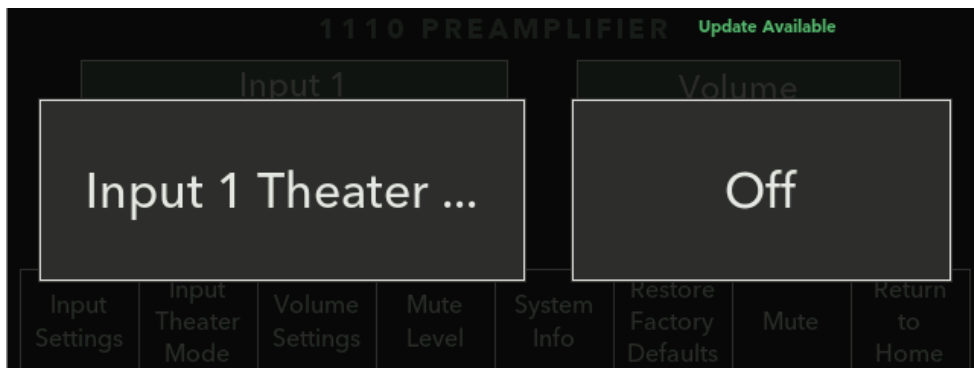 1110 PREAMPLIFIER Update Available
Input 1 Volume
Input 1 Theater ... Off
Input Settings
Input Theater Mode
Volume Settings
Mute Level
System Info
Restore Factory Defaults
Mute
Return to Home